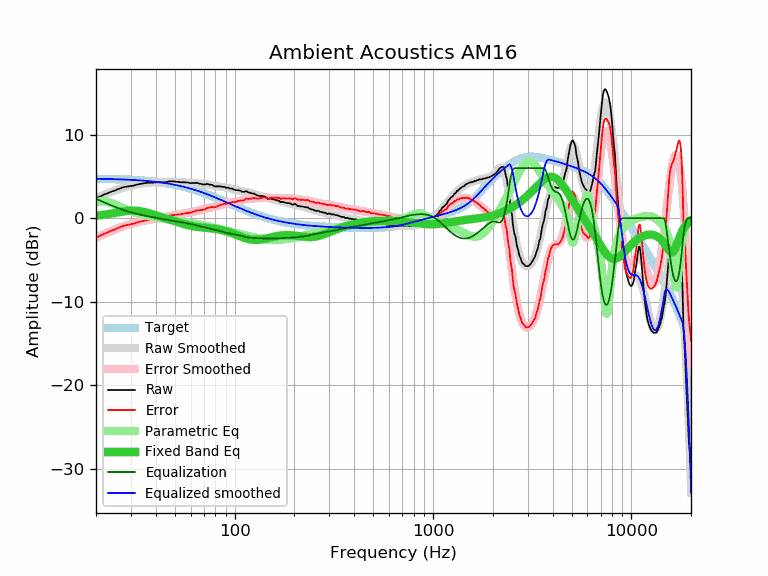 Ambient Acoustics AM16
Amplitude (dBr)
10
0
−10
−20
−30
Target
Raw Smoothed
Error Smoothed
Raw
Error
Parametric Eq
Fixed Band Eq
Equalization
Equalized smoothed
100
1000
10000
Frequency (Hz)